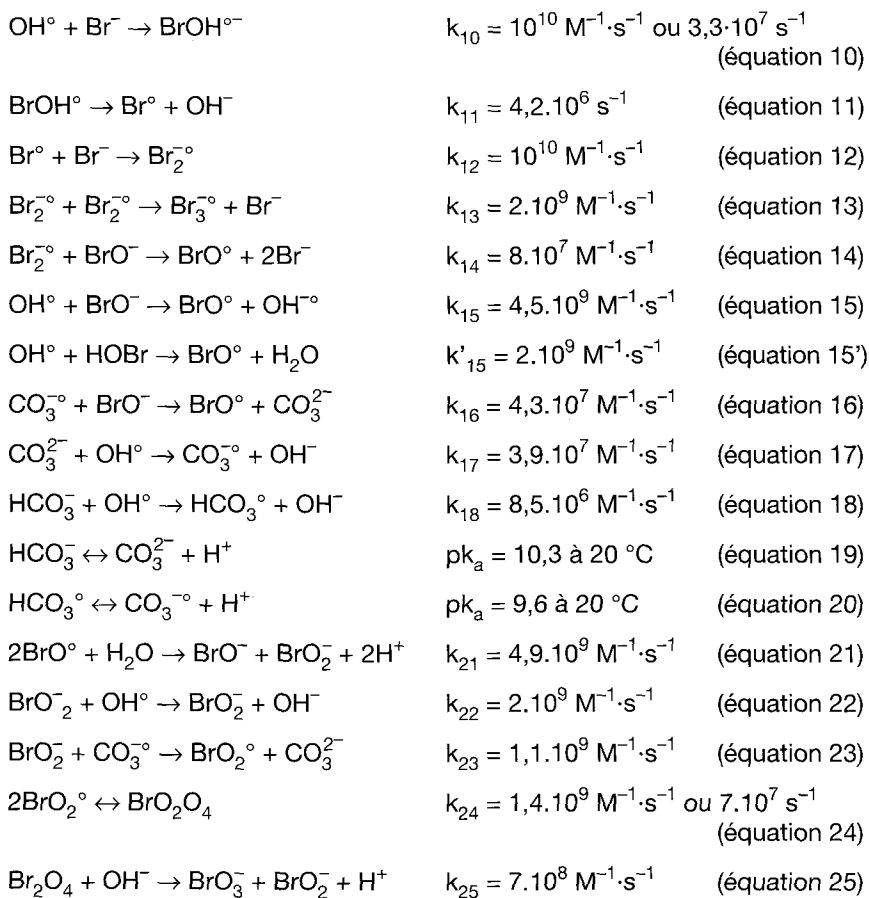 OH° + Br⁻ → BrOH°⁻ k₁₀ = 10¹⁰ M⁻¹·s⁻¹ ou 3,3·10⁷ s⁻¹
(équation 10)
BrOH° → Br° + OH⁻ k₁₁ = 4,2.10⁶ s⁻¹ (équation 11)
Br° + Br⁻ → Br₂⁻° k₁₂ = 10¹⁰ M⁻¹·s⁻¹ (équation 12)
Br₂⁻° + Br₂⁻° → Br₃⁻° + Br⁻ k₁₃ = 2.10⁹ M⁻¹·s⁻¹ (équation 13)
Br₂⁻° + BrO⁻ → BrO° + 2Br⁻ k₁₄ = 8.10⁷ M⁻¹·s⁻¹ (équation 14)
OH° + BrO⁻ → BrO° + OH⁻° k₁₅ = 4,5.10⁹ M⁻¹·s⁻¹ (équation 15)
OH° + HOBr → BrO° + H₂O k'₁₅ = 2.10⁹ M⁻¹·s⁻¹ (équation 15')
CO₃⁻° + BrO⁻ → BrO° + CO₃²⁻ k₁₆ = 4,3.10⁷ M⁻¹·s⁻¹ (équation 16)
CO₃²⁻ + OH° → CO₃⁻° + OH⁻ k₁₇ = 3,9.10⁷ M⁻¹·s⁻¹ (équation 17)
HCO₃⁻ + OH° → HCO₃° + OH⁻ k₁₈ = 8,5.10⁶ M⁻¹·s⁻¹ (équation 18)
HCO₃⁻ ↔ CO₃²⁻ + H⁺ pkₐ = 10,3 à 20 °C (équation 19)
HCO₃° ↔ CO₃⁻° + H⁺ pkₐ = 9,6 à 20 °C (équation 20)
2BrO° + H₂O → BrO⁻ + BrO₂⁻ + 2H⁺ k₂₁ = 4,9.10⁹ M⁻¹·s⁻¹ (équation 21)
BrO⁻₂ + OH° → BrO₂⁻ + OH⁻ k₂₂ = 2.10⁹ M⁻¹·s⁻¹ (équation 22)
BrO₂⁻ + CO₃⁻° → BrO₂° + CO₃²⁻ k₂₃ = 1,1.10⁹ M⁻¹·s⁻¹ (équation 23)
2BrO₂° ↔ BrO₂O₄ k₂₄ = 1,4.10⁹ M⁻¹·s⁻¹ ou 7.10⁷ s⁻¹
(équation 24)
Br₂O₄ + OH⁻ → BrO₃⁻ + BrO₂⁻ + H⁺ k₂₅ = 7.10⁸ M⁻¹·s⁻¹ (équation 25)